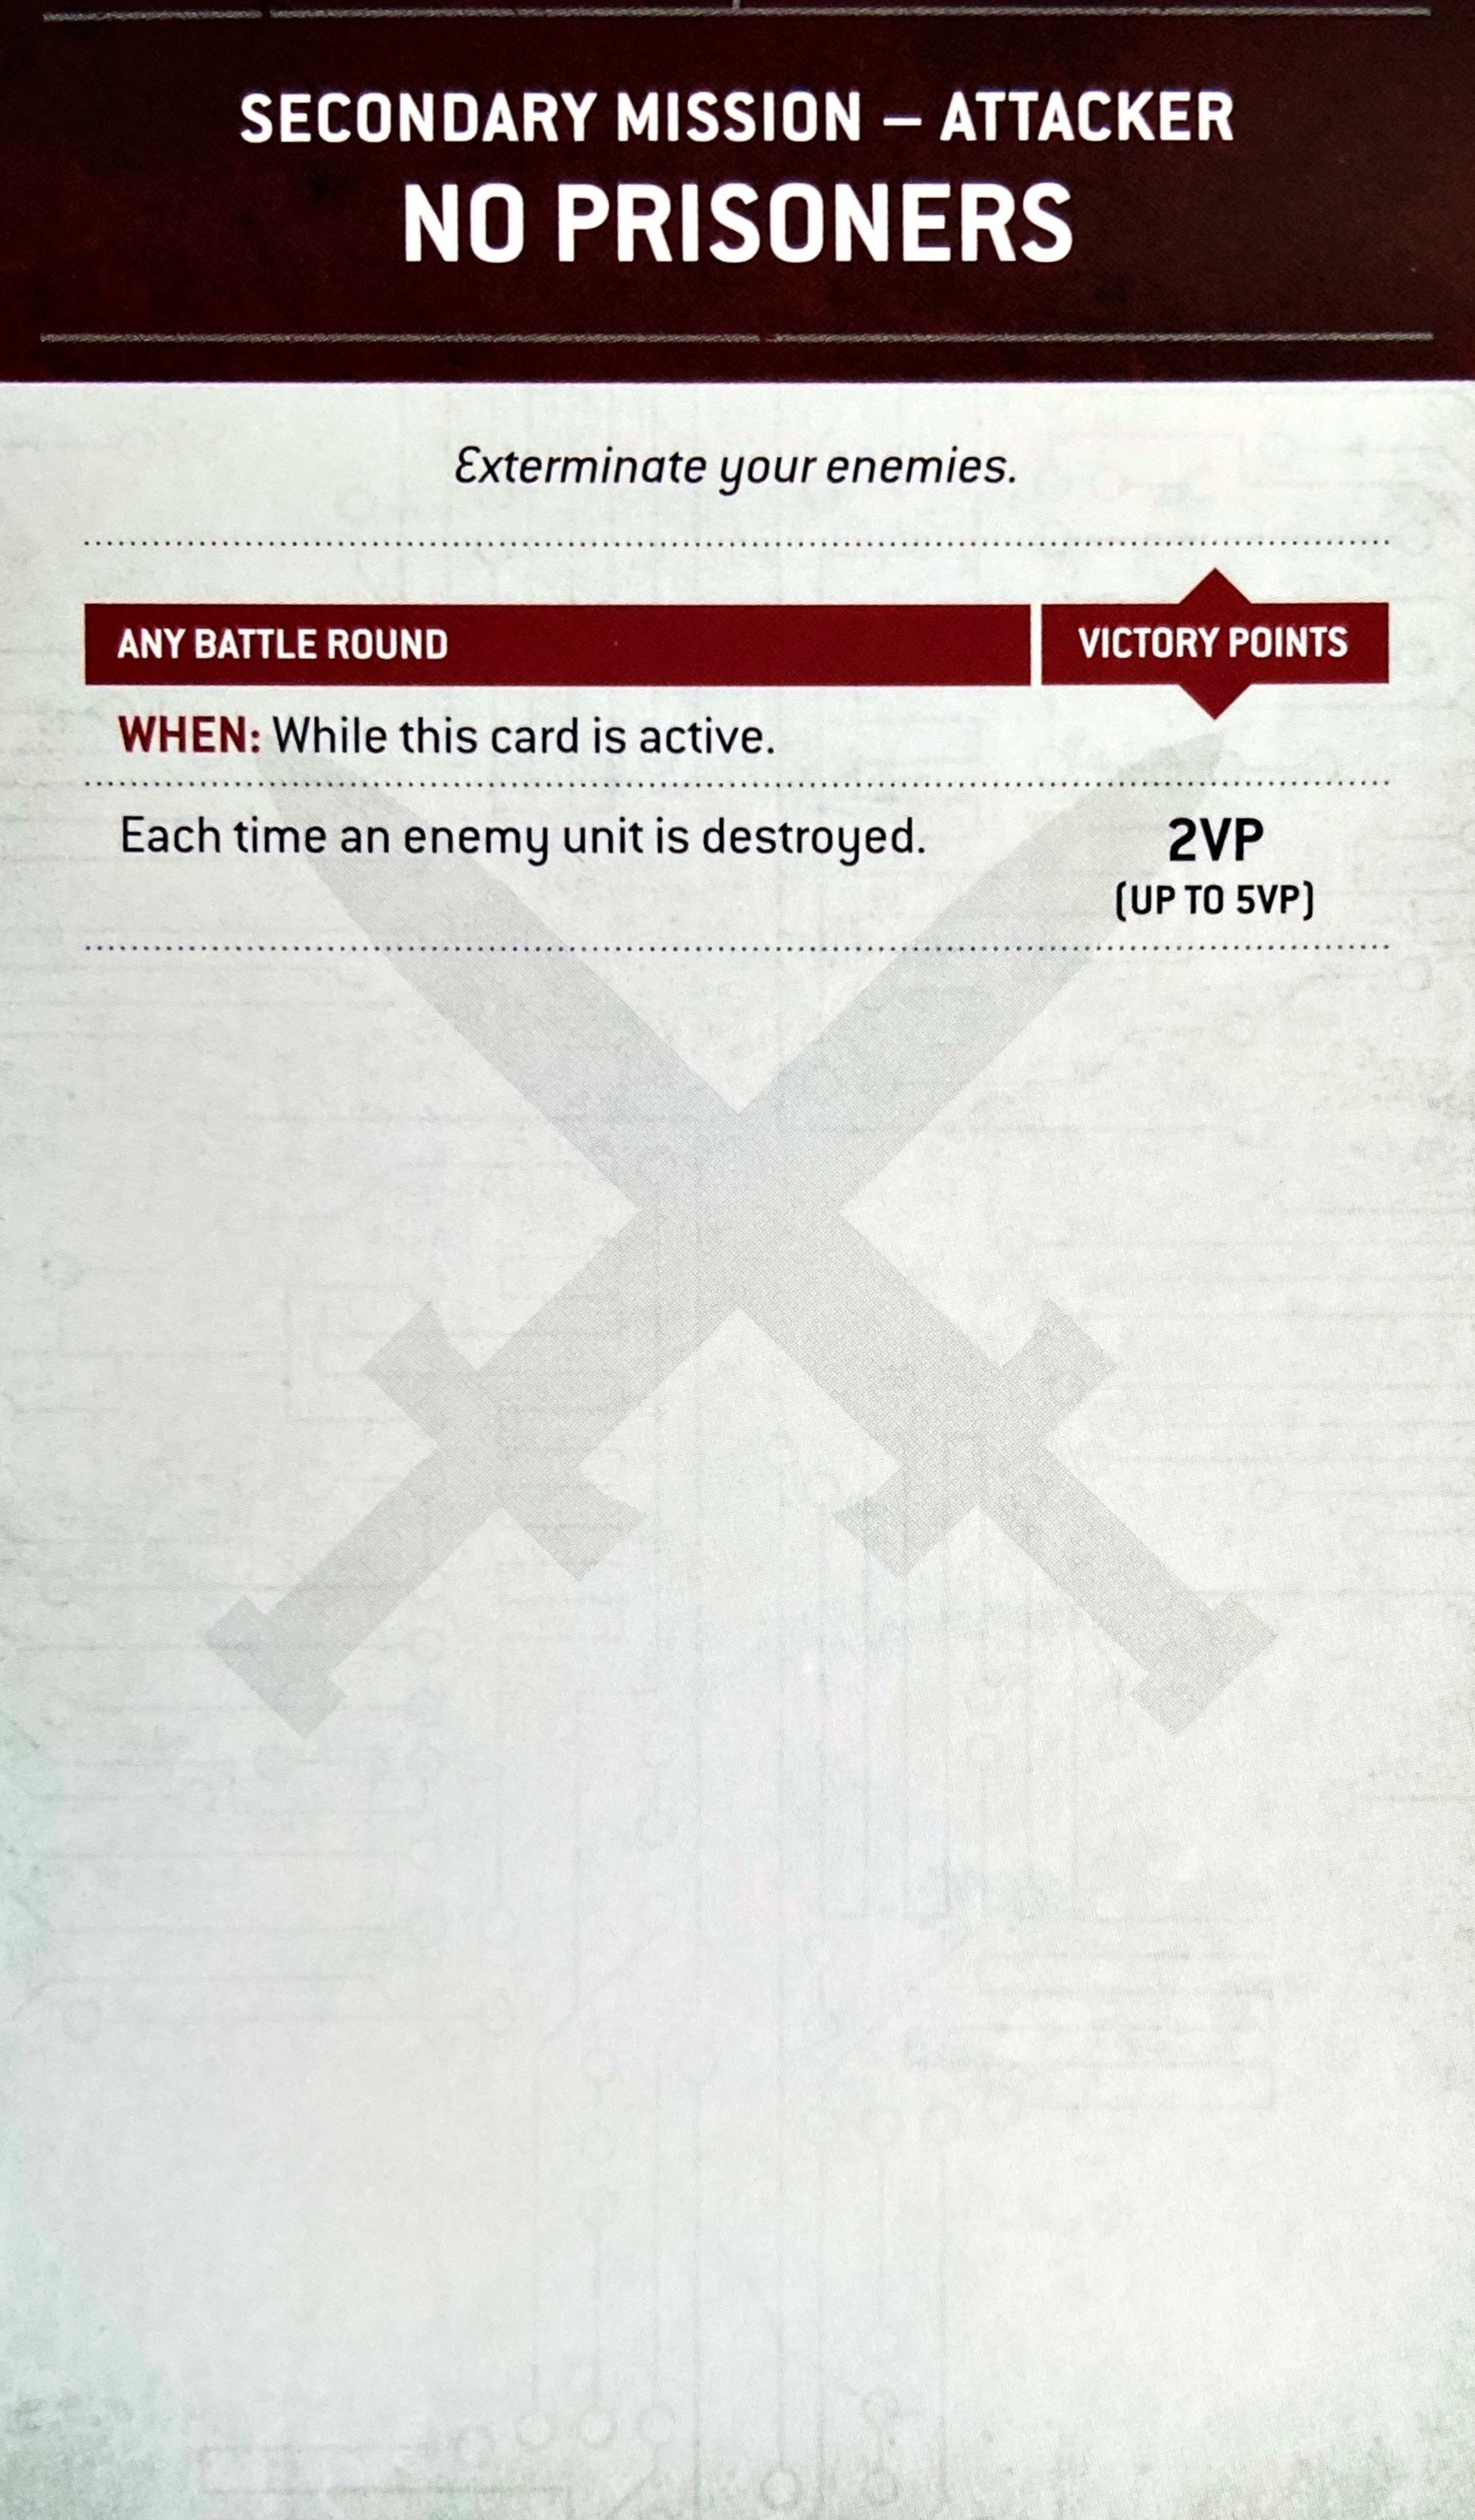 SECONDARY MISSION – ATTACKER
NO PRISONERS
Exterminate your enemies.
ANY BATTLE ROUND
VICTORY POINTS
WHEN: While this card is active.
Each time an enemy unit is destroyed.
2VP
(UP TO 5VP)